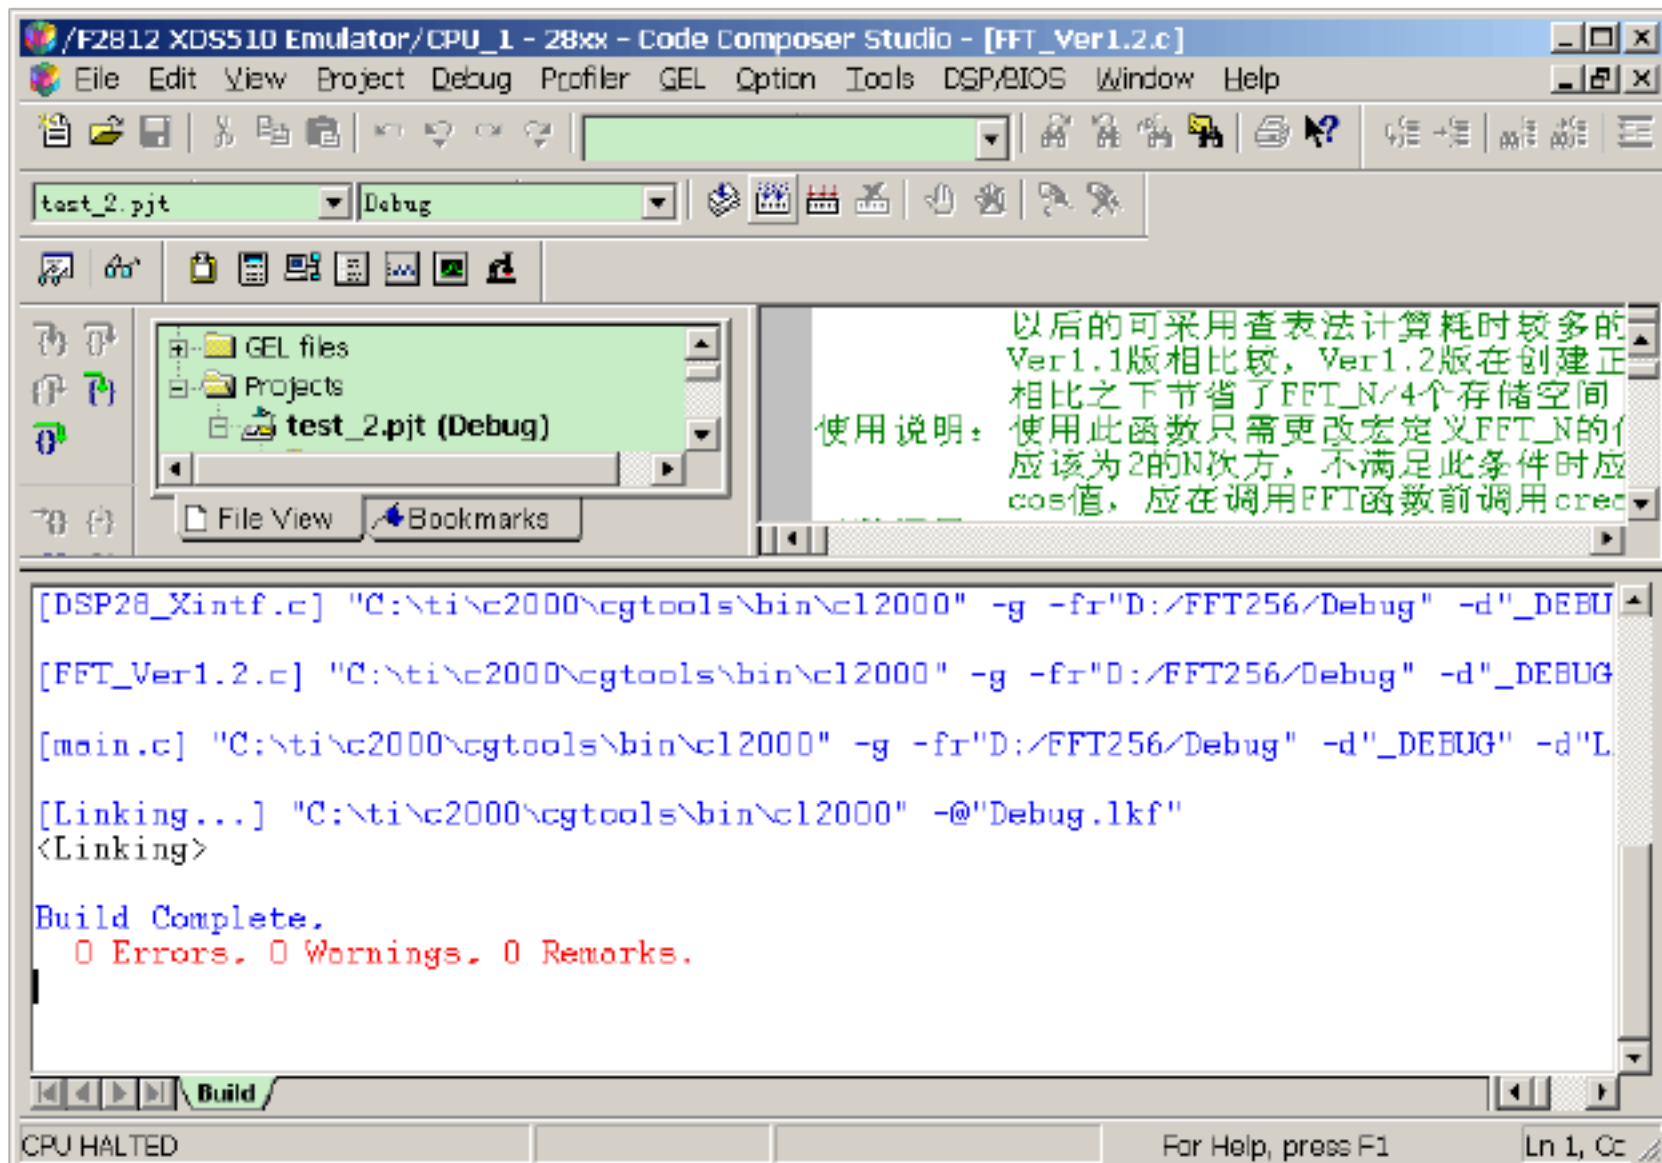 /F2812 XDS510 Emulator/CPU_1 - 28xx - Code Composer Studio - [FFT_Ver1.2.c]
File Edit View Project Debug Profiler GEL Option Tools DSP/BIOS Window Help
test_2.pjt Debug
GEL files
Projects
test_2.pjt (Debug)
File View Bookmarks
以后的可采用查表法计算耗时较多的
Ver1.1版相比较，Ver1.2版在创建正
相比之下节省了FFT_N/4个存储空间
使用说明：使用此函数只需更改宏定义FFT_N的
应该为2的N次方，不满足此条件时应
cos值，应在调用FFT函数前调用crec
[DSP28_Xintf.c] "C:\ti\c2000\cgtools\bin\cl2000" -g -fr"D:/FFT256/Debug" -d"_DEBU
[FFT_Ver1.2.c] "C:\ti\c2000\cgtools\bin\cl2000" -g -fr"D:/FFT256/Debug" -d"_DEBUG
[main.c] "C:\ti\c2000\cgtools\bin\cl2000" -g -fr"D:/FFT256/Debug" -d"_DEBUG" -d"L
[Linking...] "C:\ti\c2000\cgtools\bin\cl2000" -@"Debug.lkf"
<Linking>
Build Complete,
0 Errors, 0 Warnings, 0 Remarks.
Build
CPU HALTED For Help, press F1 Ln 1, Cc